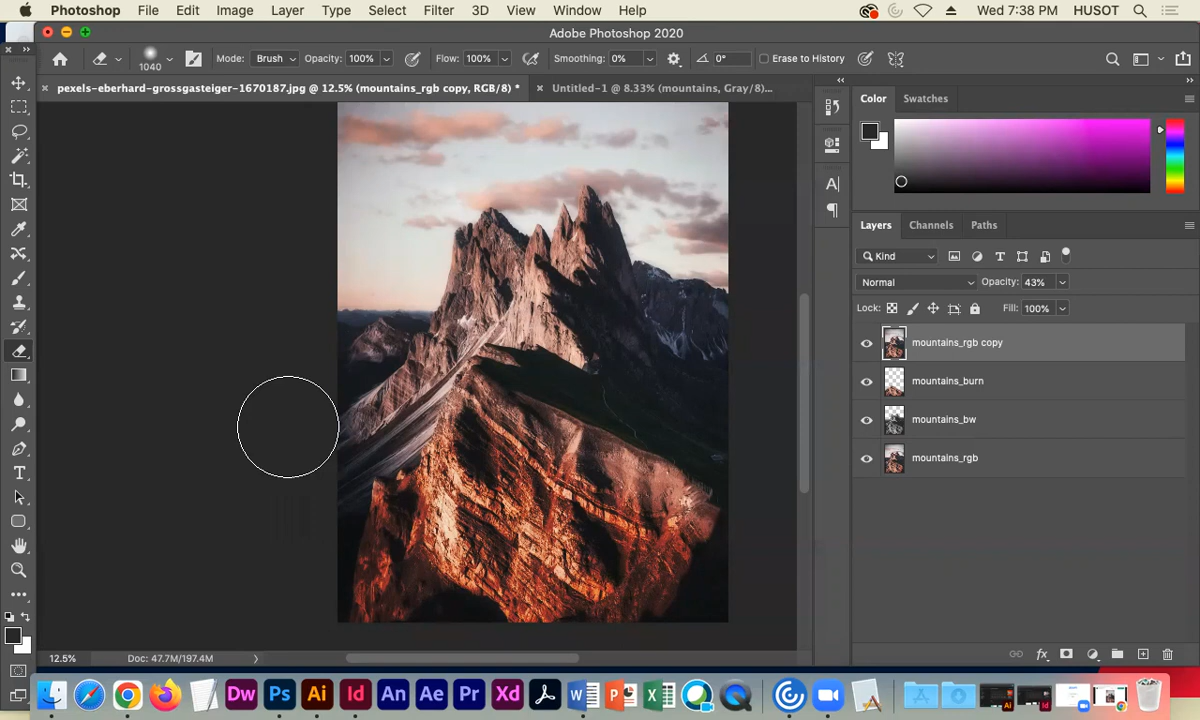 Photoshop File Edit Image Layer Type Select Filter 3D View Window Help Wed 7:38 PM HUSOT
Adobe Photoshop 2020
1040 Mode: Brush Opacity: 100% Flow: 100% Smoothing: 0% 0° Erase to History
pexels-eberhard-grossgasteiger-1670187.jpg @ 12.5% (mountains_rgb copy, RGB/8) *
Untitled-1 @ 8.33% (mountains, Gray/8)...
Color Swatches
Layers Channels Paths
Kind
Normal Opacity: 43%
Lock: Fill: 100%
mountains_rgb copy
mountains_burn
mountains_bw
mountains_rgb
12.5% Doc: 47.7M/197.4M
Dw Ps Ai Id An Ae Pr Xd